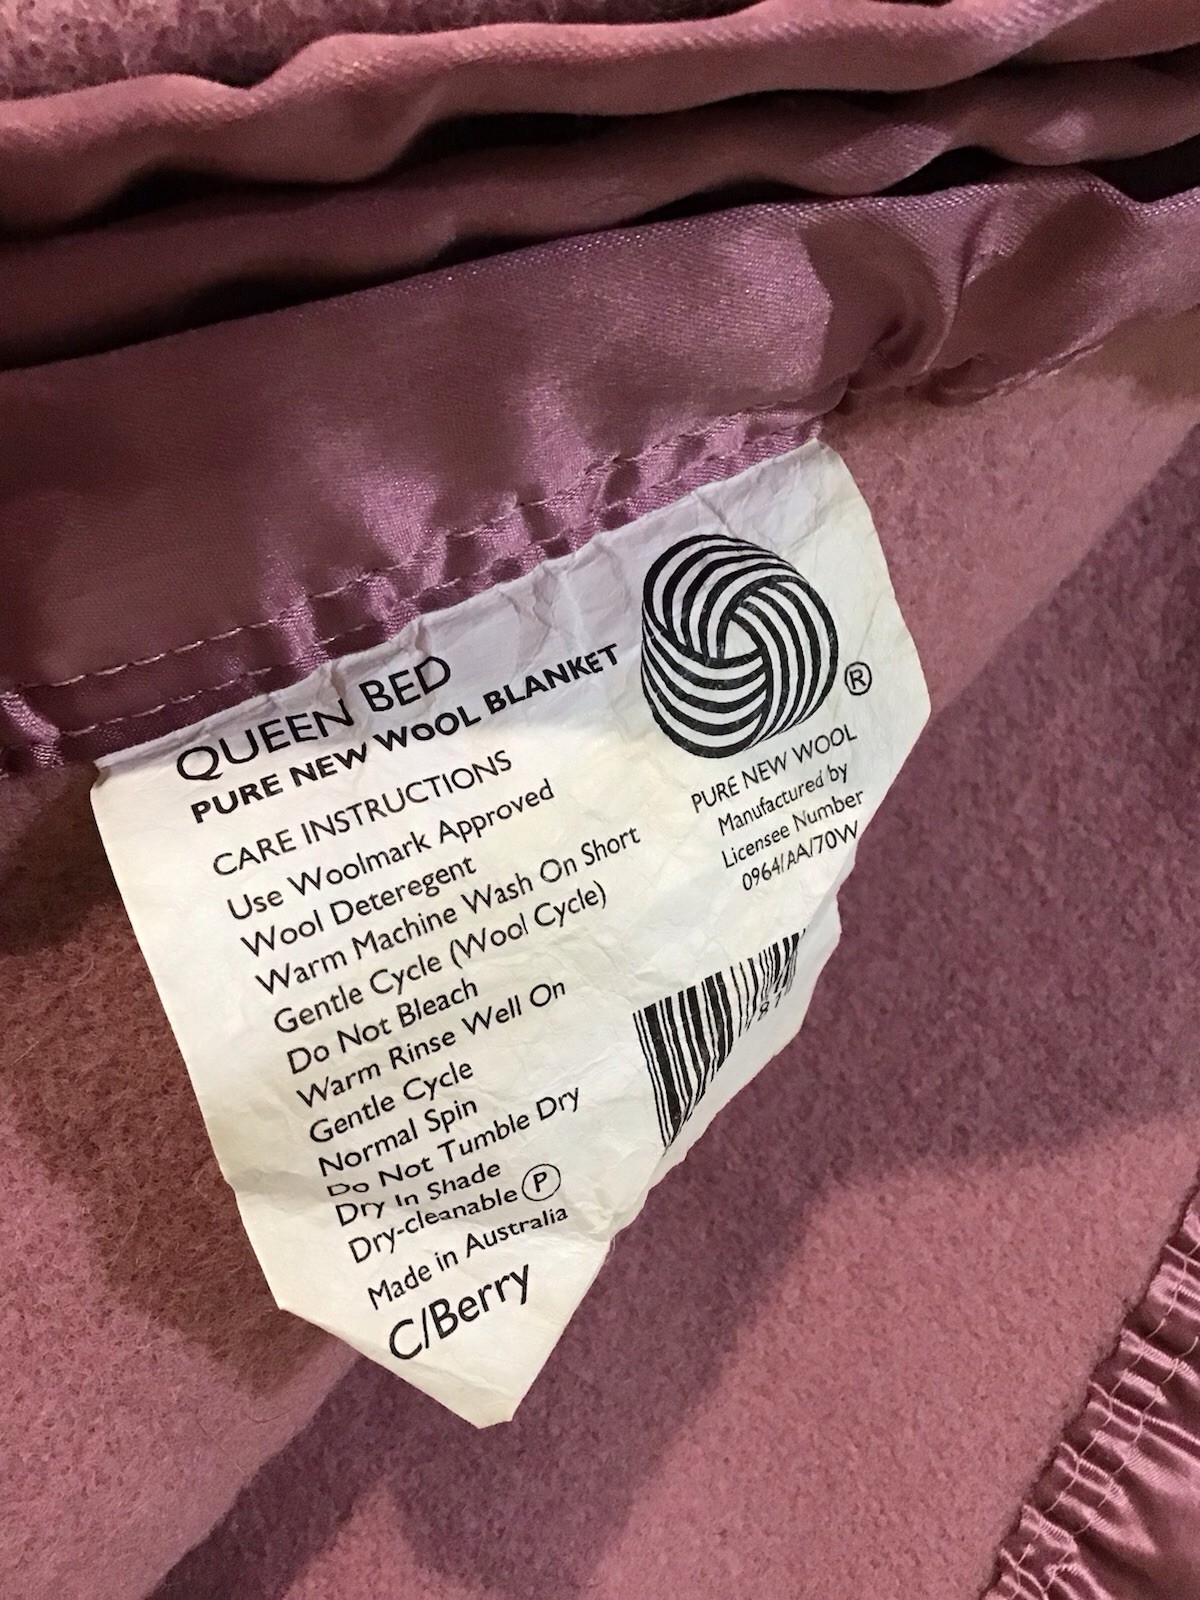 QUEEN BED
PURE NEW WOOL BLANKET
CARE INSTRUCTIONS
Use Woolmark Approved
Wool Deteregent
Warm Machine Wash On Short
Gentle Cycle (Wool Cycle)
Do Not Bleach
Warm Rinse Well On
Gentle Cycle
Normal Spin
Do Not Tumble Dry
Dry In Shade
Dry-cleanable P
Made in Australia
C/Berry
®
PURE NEW WOOL
Manufactured by
Licensee Number
0964/AA/70W